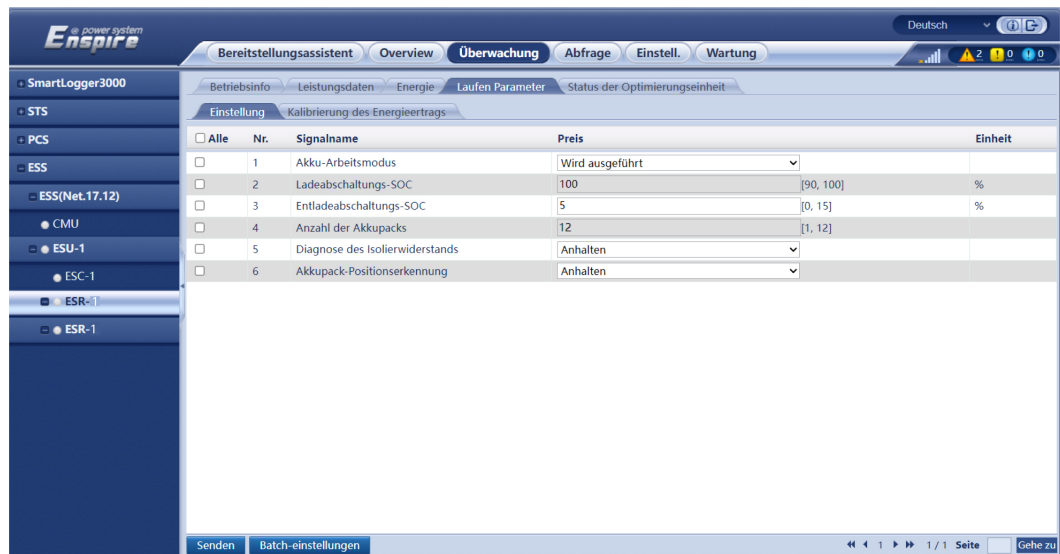 @ power system
Enspire
Deutsch
Bereitstellungsassistent Overview Überwachung Abfrage Einstell. Wartung
2 0 0
SmartLogger3000
STS
PCS
ESS
ESS(Net.17.12)
CMU
ESU-1
ESC-1
ESR-1
ESR-1
Betriebsinfo Leistungsdaten Energie Laufen Parameter Status der Optimierungseinheit
Einstellung Kalibrierung des Energieertrags
Alle Nr. Signalname Preis Einheit
1 Akku-Arbeitsmodus Wird ausgeführt
2 Ladeabschaltungs-SOC 100 [90, 100] %
3 Entladeabschaltungs-SOC 5 [0, 15] %
4 Anzahl der Akkupacks 12 [1, 12]
5 Diagnose des Isolierwiderstands Anhalten
6 Akkupack-Positionserkennung Anhalten
Senden Batch-einstellungen 1 1 / 1 Seite Gehe zu